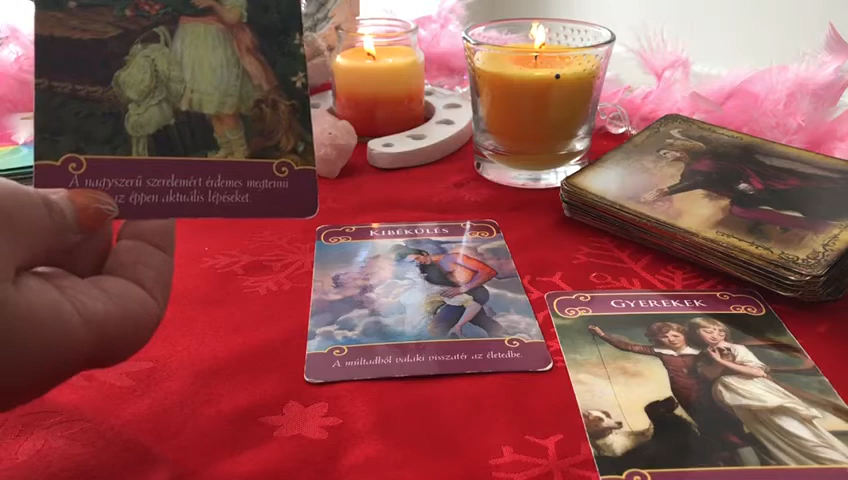 A nagyszerű szerelemért érdemes megtenni
az éppen aktuális lépéseket.
KIBÉKÜLÉS
A múltadból valaki visszatér az életedbe.
GYEREKEK